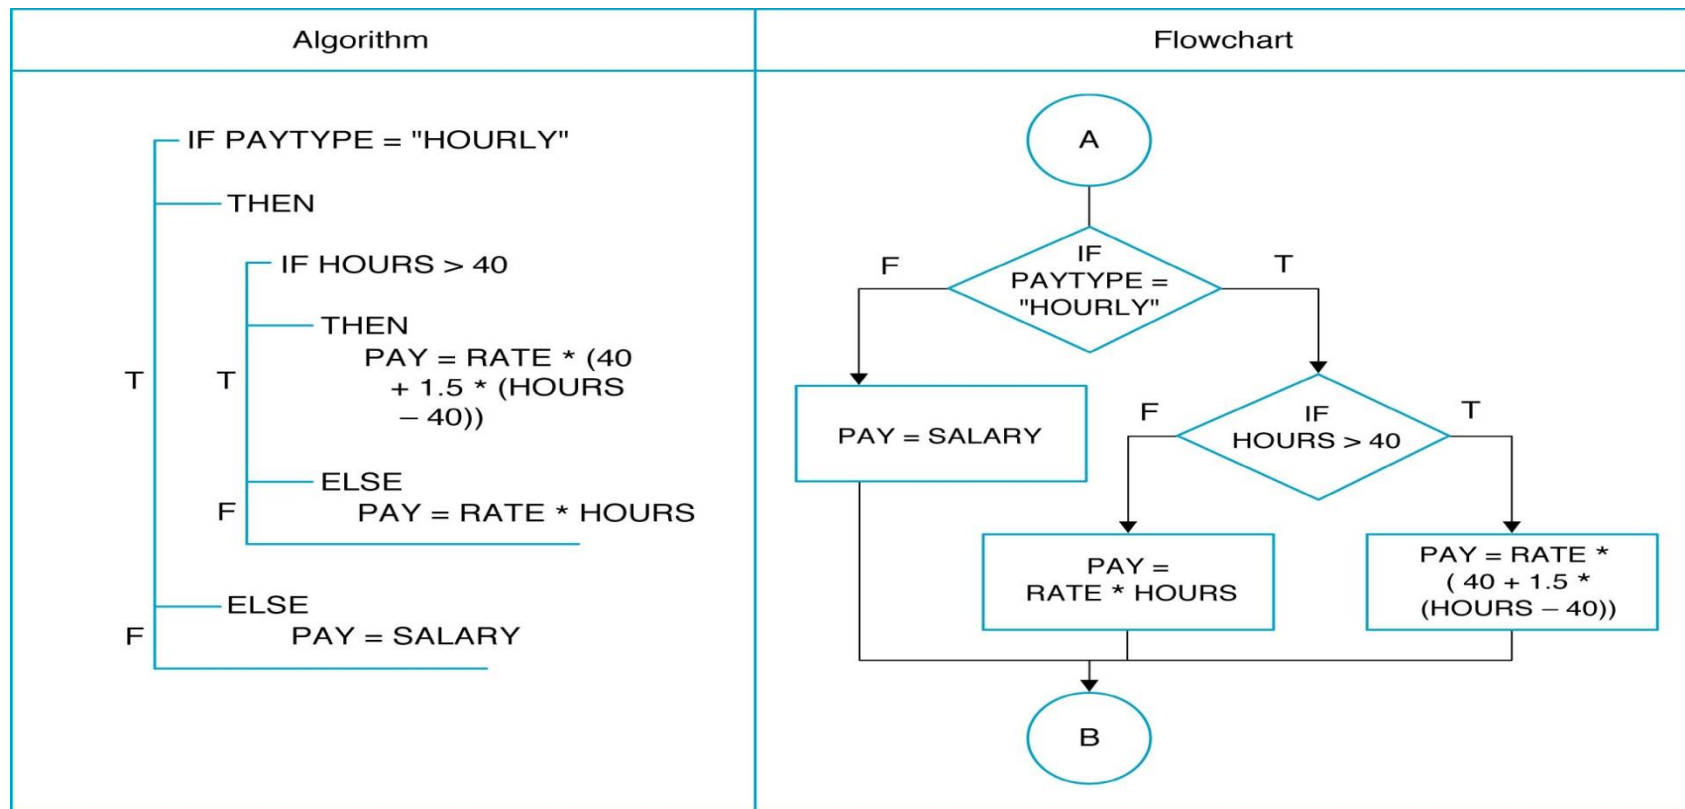 Algorithm
Flowchart
IF PAYTYPE = "HOURLY"
THEN
IF HOURS > 40
THEN
PAY = RATE * (40
+ 1.5 * (HOURS
– 40))
T
T
ELSE
F
PAY = RATE * HOURS
ELSE
F
PAY = SALARY
A
IF
PAYTYPE =
"HOURLY"
F
T
PAY = SALARY
IF
HOURS > 40
F
T
PAY =
RATE * HOURS
PAY = RATE *
( 40 + 1.5 *
(HOURS – 40))
B